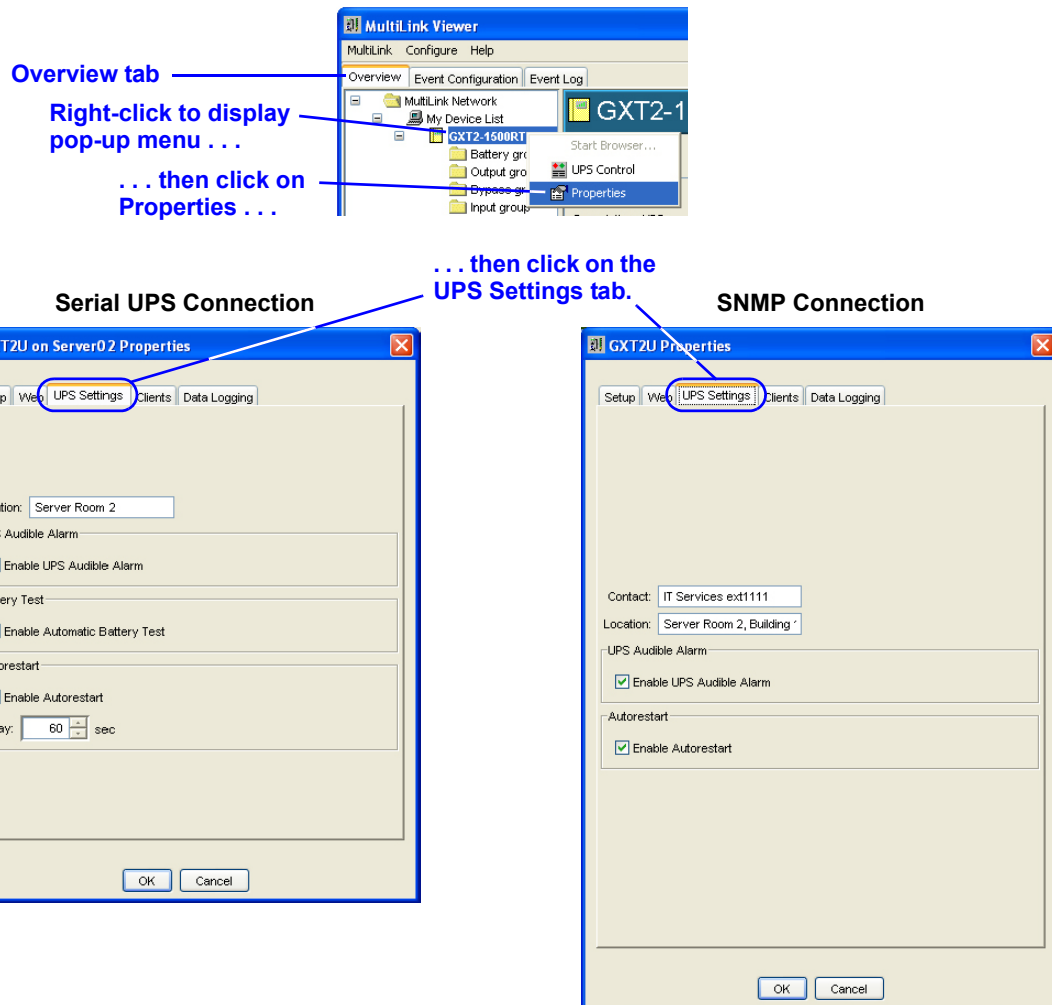 MultiLink Viewer
MultiLink Configure Help
Overview tab
Overview Event Configuration Event Log
MultiLink Network
GXT2-1
Right-click to display
pop-up menu . . .
My Device List
GXT2-1500RT
Start Browser...
Battery gro
UPS Control
Output gro
. . . then click on
Properties . . .
Bypass gr
Properties
Input group
. . . then click on the
UPS Settings tab.
Serial UPS Connection
T2U on Server02 Properties
p Web UPS Settings Clients Data Logging
tion: Server Room 2
Audible Alarm
Enable UPS Audible Alarm
ery Test
Enable Automatic Battery Test
orestart
Enable Autorestart
ay: 60 sec
OK Cancel
SNMP Connection
GXT2U Properties
Setup Web UPS Settings Clients Data Logging
Contact: IT Services ext1111
Location: Server Room 2, Building
UPS Audible Alarm
Enable UPS Audible Alarm
Autorestart
Enable Autorestart
OK Cancel